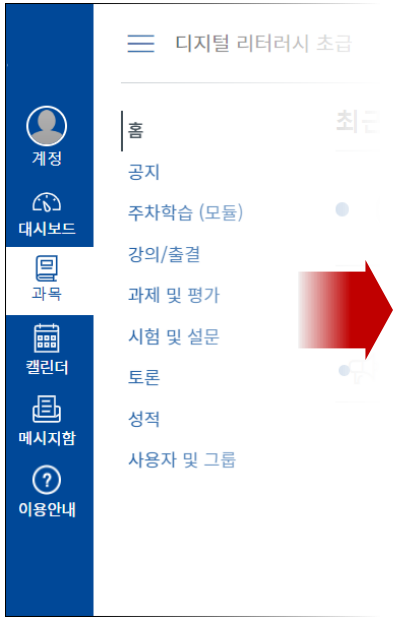 디지털 리터러시 초급
계정
대시보드
과목
캘린더
메시지함
이용안내
홈
공지
주차학습 (모듈)
강의/출결
과제 및 평가
시험 및 설문
토론
성적
사용자 및 그룹
최근